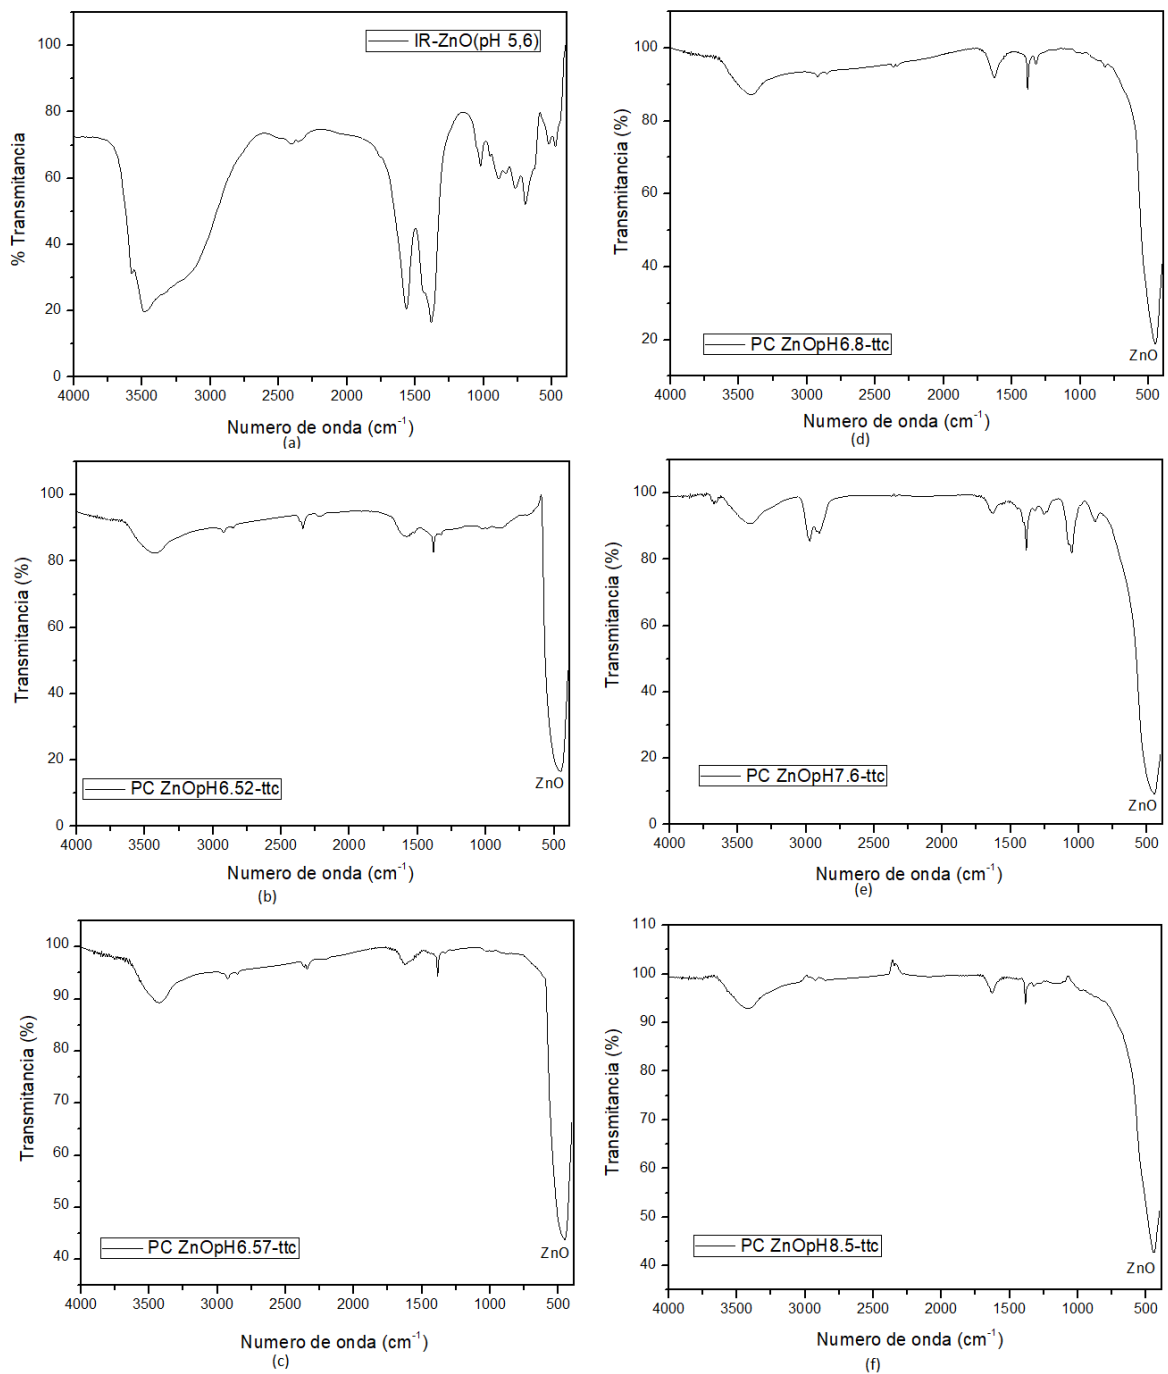 IR-ZnO(pH 5,6)
% Transmitancia
100
80
60
40
20
0
4000 3500 3000 2500 2000 1500 1000 500
Numero de onda (cm-1)
(a)
Transmitancia (%)
100
80
60
40
20
PC ZnOpH6.8-ttc
ZnO
4000 3500 3000 2500 2000 1500 1000 500
Numero de onda (cm-1)
(d)
Transmitancia (%)
100
80
60
40
20
0
PC ZnOpH6.52-ttc
ZnO
4000 3500 3000 2500 2000 1500 1000 500
Numero de onda (cm-1)
(b)
Transmitancia (%)
100
80
60
40
20
0
PC ZnOpH7.6-ttc
ZnO
4000 3500 3000 2500 2000 1500 1000 500
Numero de onda (cm-1)
(e)
Transmitancia (%)
100
90
80
70
60
50
40
PC ZnOpH6.57-ttc
ZnO
4000 3500 3000 2500 2000 1500 1000 500
Numero de onda (cm-1)
(c)
Transmitancia (%)
110
100
90
80
70
60
50
40
PC ZnOpH8.5-ttc
ZnO
4000 3500 3000 2500 2000 1500 1000 500
Numero de onda (cm-1)
(f)